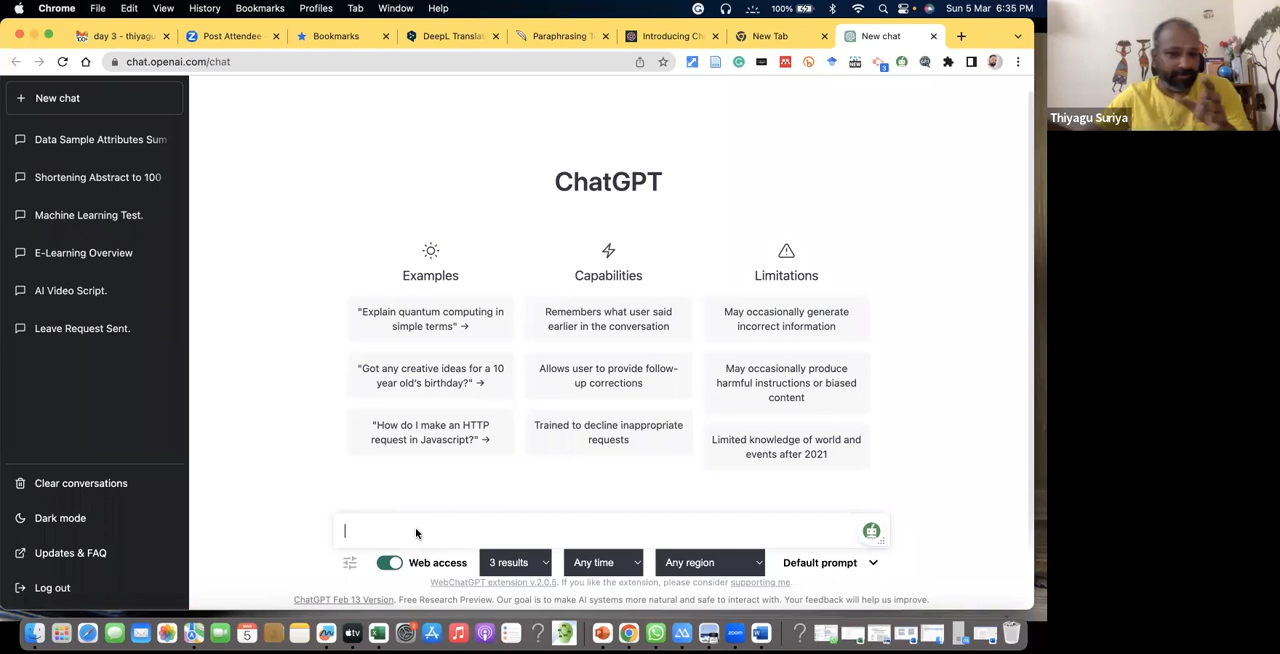 Chrome File Edit View History Bookmarks Profiles Tab Window Help 100% Sun 5 Mar 6:35 PM
day 3 - thiyagu Post Attendee Bookmarks DeepL Translat Paraphrasing T Introducing Ch New Tab New chat
chat.openai.com/chat
3
Thiyagu Suriya
New chat
Data Sample Attributes Sum
Shortening Abstract to 100
Machine Learning Test.
E-Learning Overview
AI Video Script.
Leave Request Sent.
Clear conversations
Dark mode
Updates & FAQ
Log out
ChatGPT
Examples
"Explain quantum computing in
simple terms" →
"Got any creative ideas for a 10
year old's birthday?" →
"How do I make an HTTP
request in Javascript?" →
Capabilities
Remembers what user said
earlier in the conversation
Allows user to provide follow-
up corrections
Trained to decline inappropriate
requests
Limitations
May occasionally generate
incorrect information
May occasionally produce
harmful instructions or biased
content
Limited knowledge of world and
events after 2021
Web access 3 results Any time Any region Default prompt
WebChatGPT extension v.2.0.5. If you like the extension, please consider supporting me.
ChatGPT Feb 13 Version. Free Research Preview. Our goal is to make AI systems more natural and safe to interact with. Your feedback will help us improve.